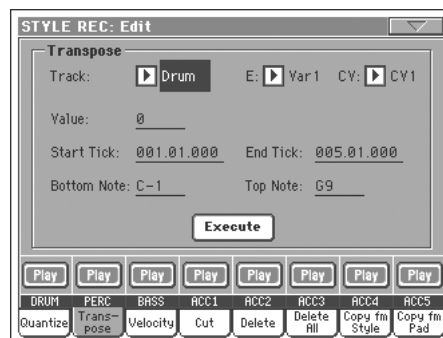 STYLE REC: Edit
Transpose
Track: Drum E: Var1 CV: CV1
Value: 0
Start Tick: 001.01.000 End Tick: 005.01.000
Bottom Note: C-1 Top Note: G9
Execute
Play Play Play Play Play Play Play Play
DRUM PERC BASS ACC1 ACC2 ACC3 ACC4 ACC5
Quantize Trans- Velocity Cut Delete Delete Copy fm Copy fm
pose All Style Pad